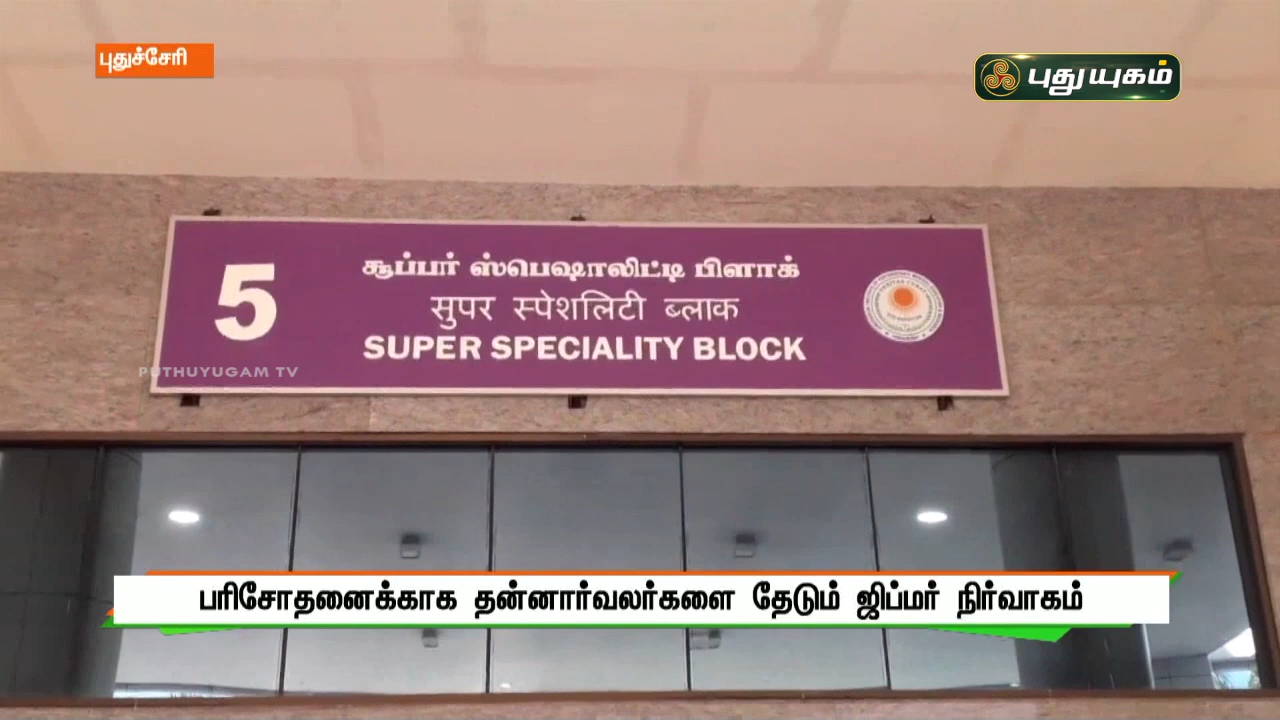 புதுச்சேரி
புதுயுகம்
5
சூப்பர் ஸ்பெஷாலிட்டி பிளாக்
सुपर स्पेशलिटी ब्लाक
SUPER SPECIALITY BLOCK
PUTHUYUGAM TV
பரிசோதனைக்காக தன்னார்வலர்களை தேடும் ஜிப்மர் நிர்வாகம்